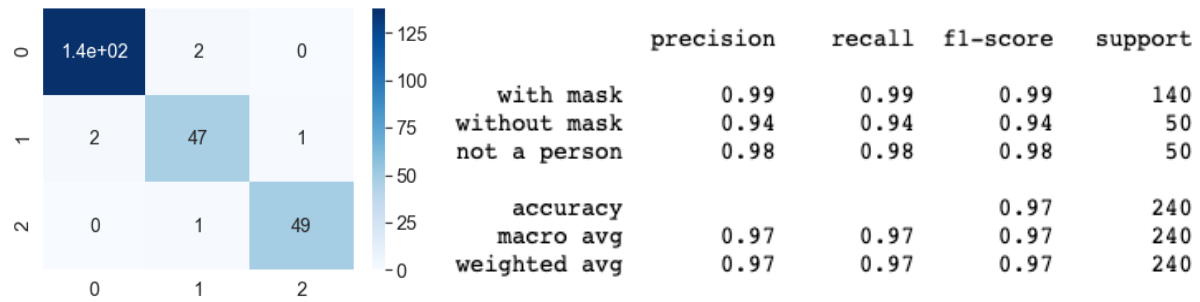 0 1.4e+02 2 0
1 2 47 1
2 0 1 49
0 1 2
125
100
75
50
25
0
precision recall f1-score support
with mask 0.99 0.99 0.99 140
without mask 0.94 0.94 0.94 50
not a person 0.98 0.98 0.98 50
accuracy 0.97 240
macro avg 0.97 0.97 0.97 240
weighted avg 0.97 0.97 0.97 240